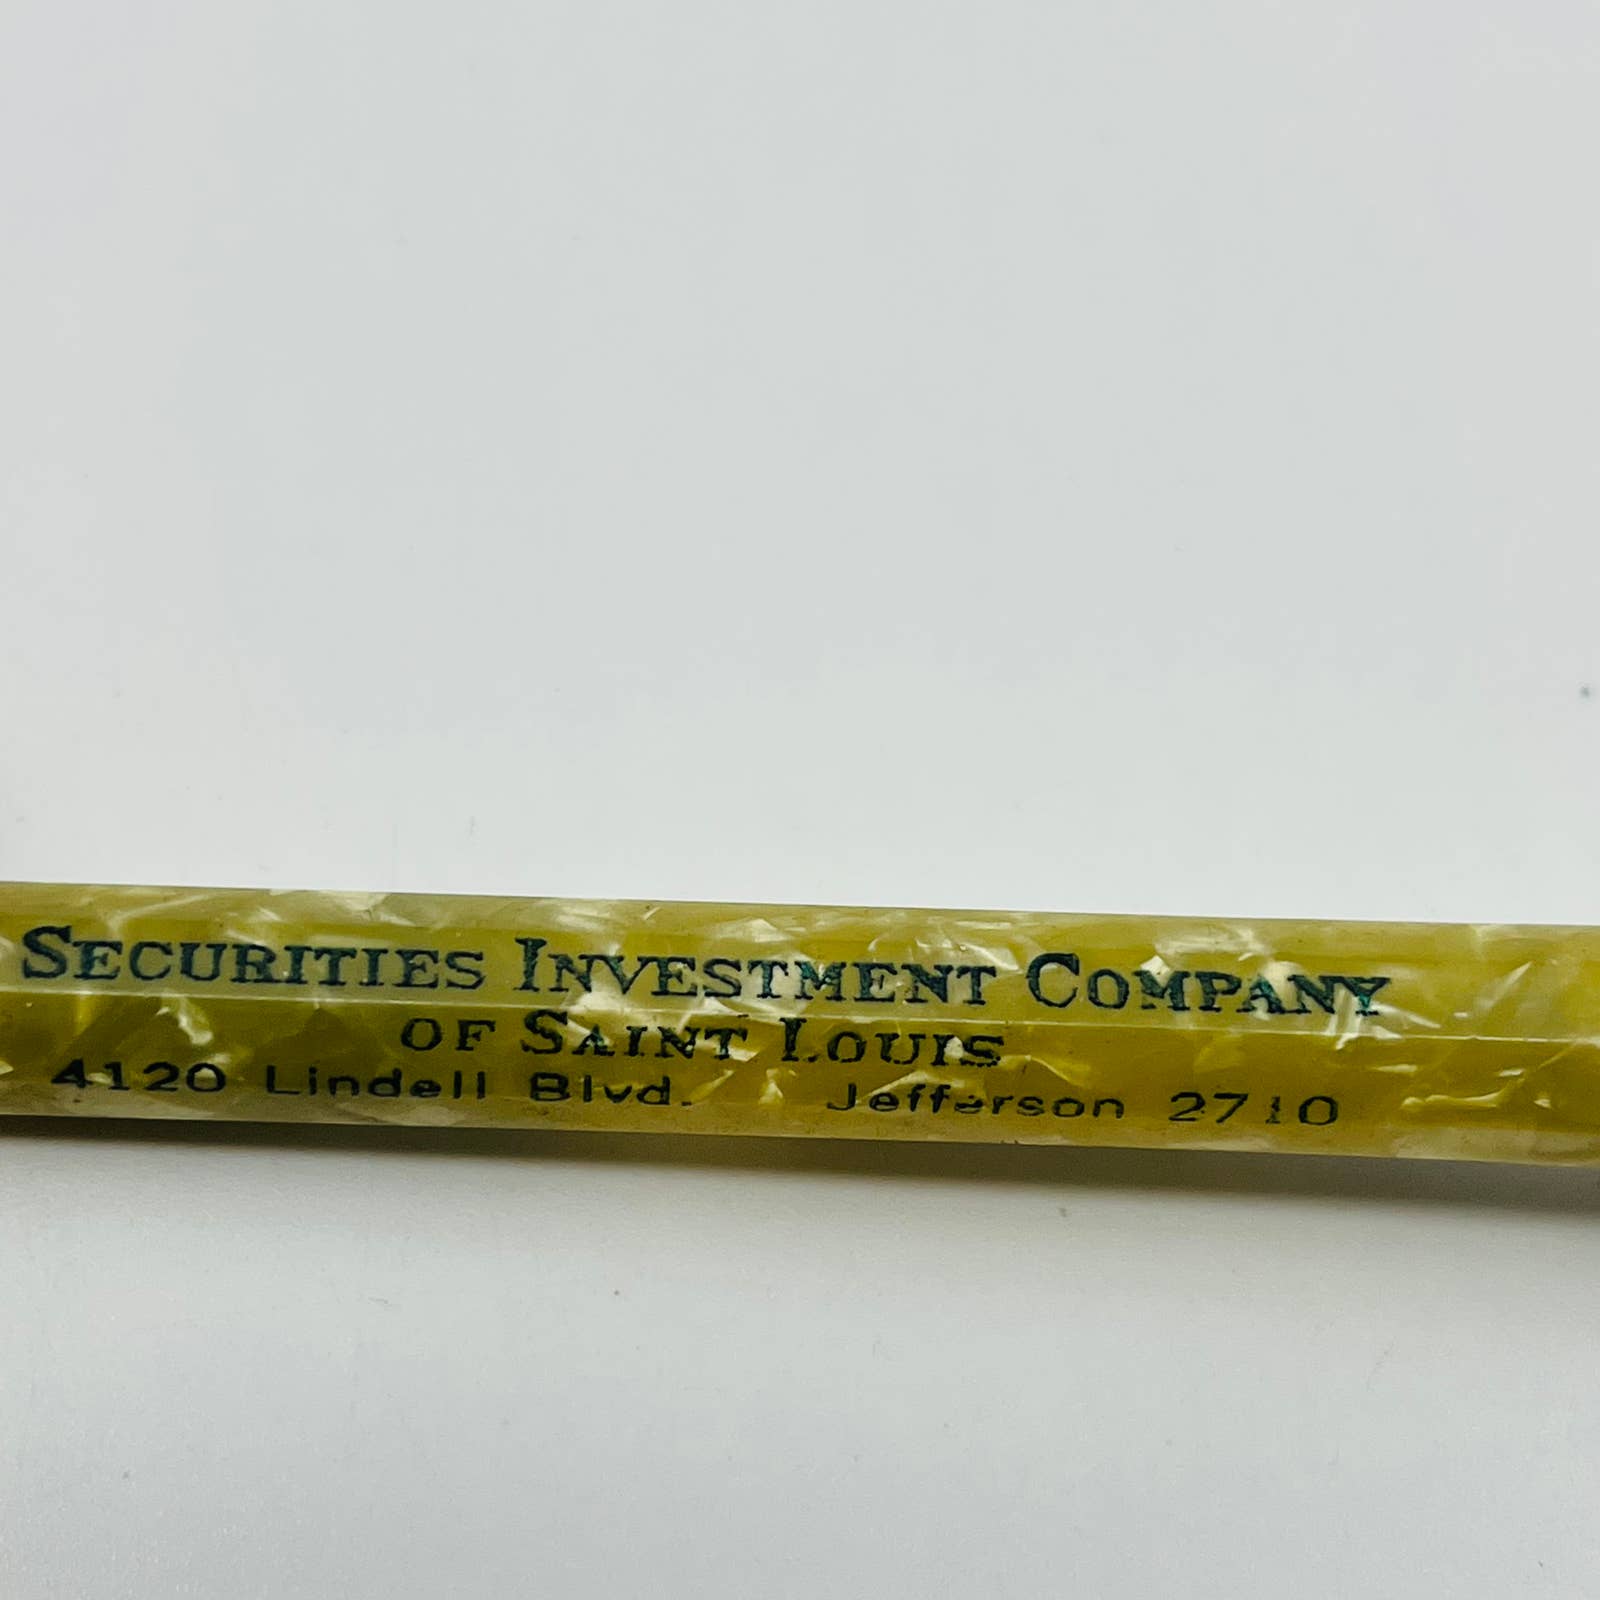 SECURITIES INVESTMENT COMPANY
OF SAINT LOUIS
4120 Lindell Blvd. Jefferson 2710